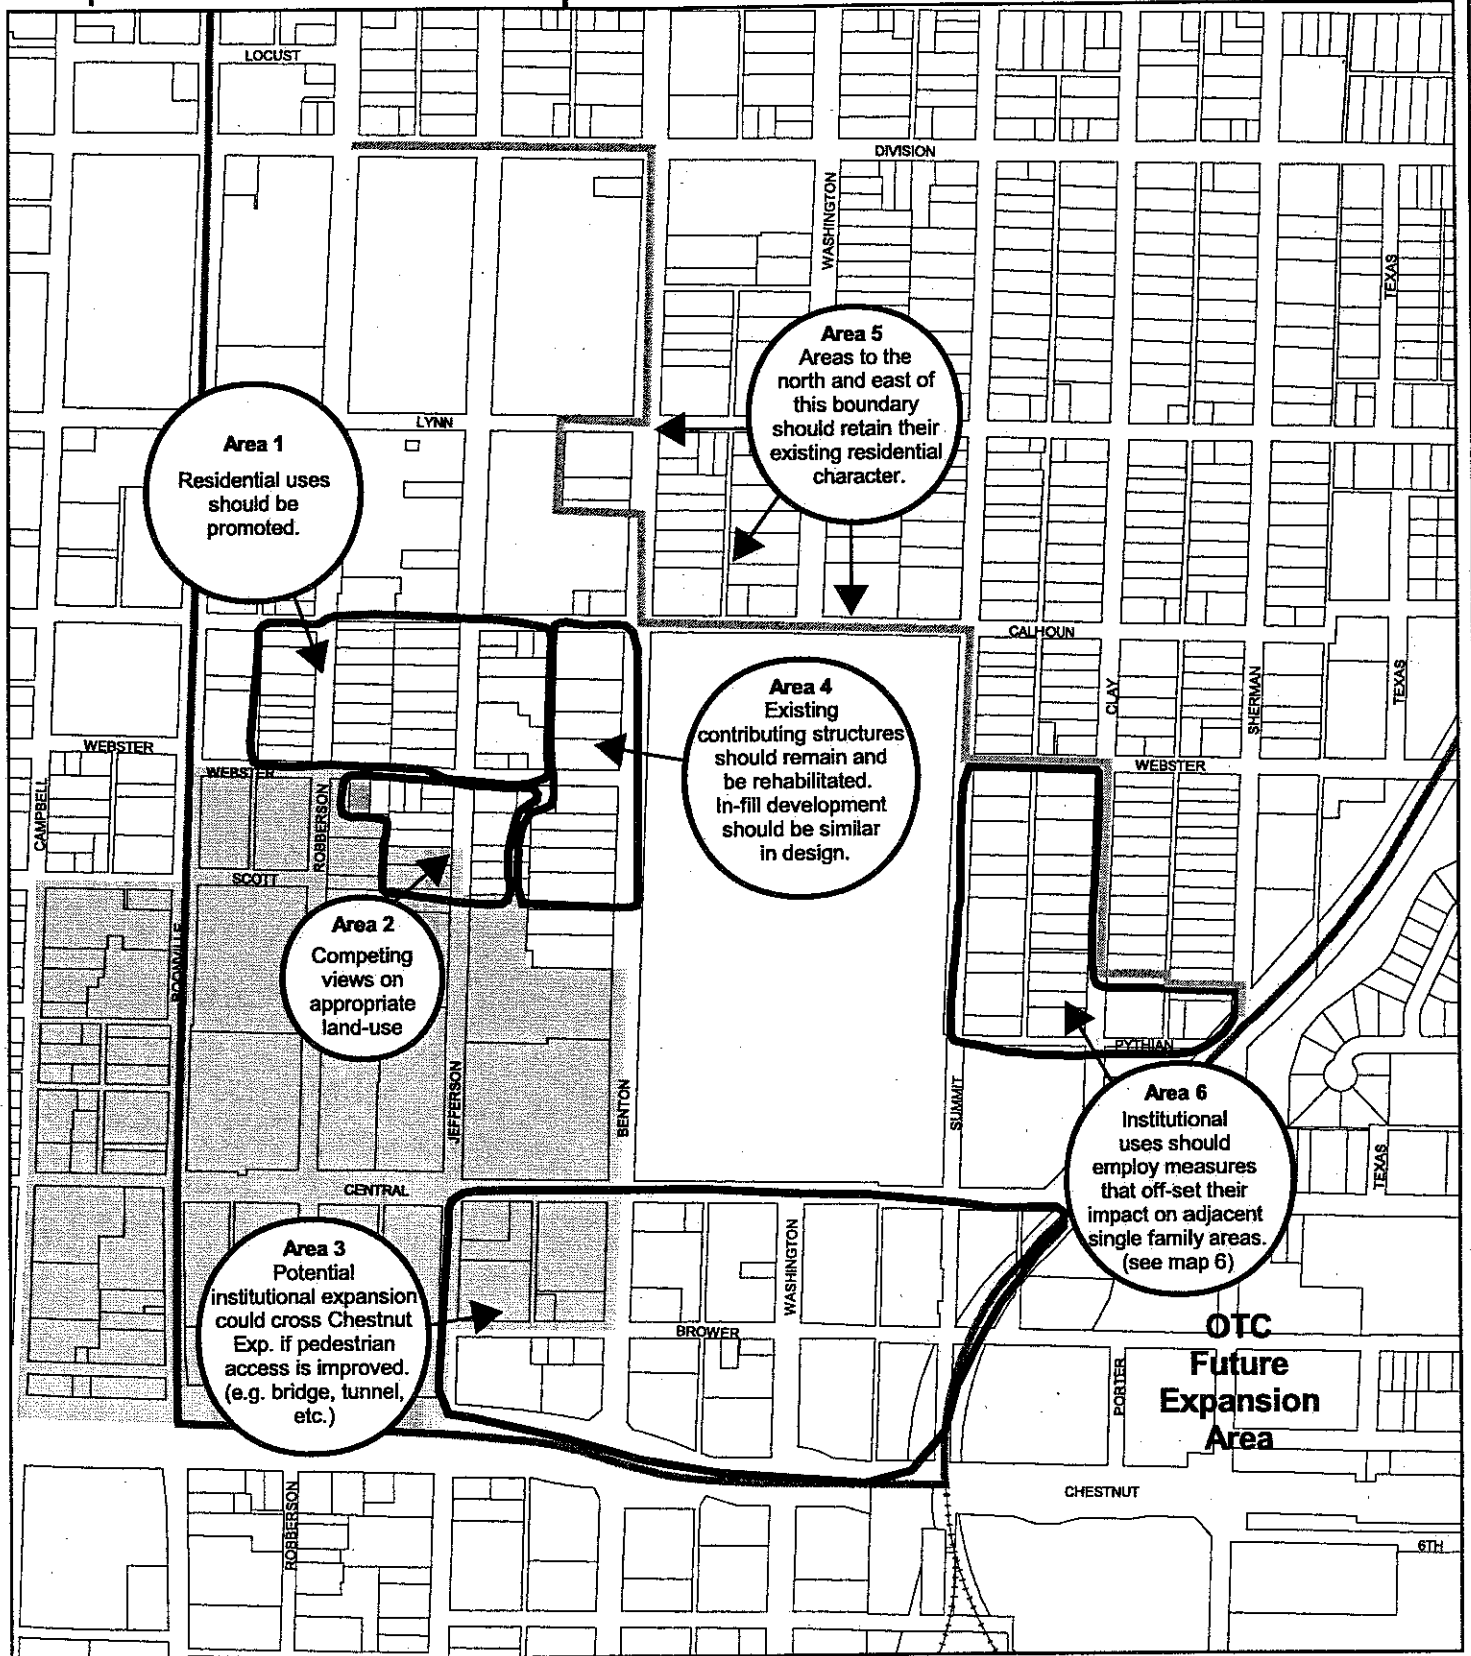 LOCUST
DIVISION
WASHINGTON
TEXAS
Area 5
Areas to the
north and east of
this boundary
should retain their
existing residential
character.
LYNN
Area 1
Residential uses
should be
promoted.
CALHOUN
CLAY
SHERMAN
TEXAS
Area 4
Existing
contributing structures
should remain and
be rehabilitated.
In-fill development
should be similar
in design.
WEBSTER
WEBSTER
WEBSTER
CAMPBELL
ROBBERSON
SCOTT
BOONVILLE
Area 2
Competing
views on
appropriate
land-use
PYTHIAN
JEFFERSON
BENTON
SUMMIT
Area 6
Institutional
uses should
employ measures
that off-set their
impact on adjacent
single family areas.
(see map 6)
TEXAS
CENTRAL
WASHINGTON
Area 3
Potential
institutional expansion
could cross Chestnut
Exp. if pedestrian
access is improved.
(e.g. bridge, tunnel,
etc.)
BROWER
OTC
Future
Expansion
Area
PORTER
CHESTNUT
ROBBERSON
6TH